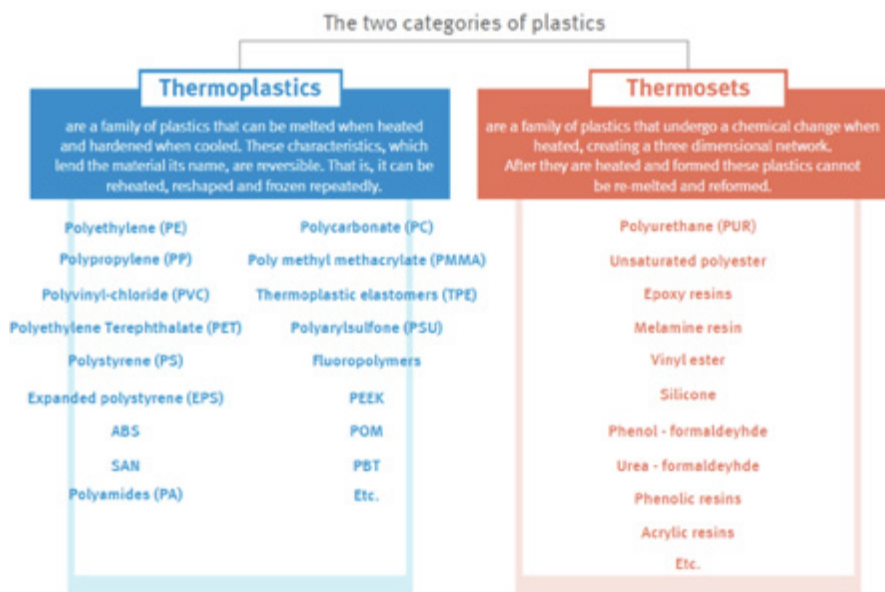 The two categories of plastics
Thermoplastics
are a family of plastics that can be melted when heated
and hardened when cooled. These characteristics, which
lend the material its name, are reversible. That is, it can be
reheated, reshaped and frozen repeatedly.
Polyethylene (PE)
Polypropylene (PP)
Polyvinyl-chloride (PVC)
Polyethylene Terephthalate (PET)
Polystyrene (PS)
Expanded polystyrene (EPS)
ABS
SAN
Polyamides (PA)
Polycarbonate (PC)
Poly methyl methacrylate (PMMA)
Thermoplastic elastomers (TPE)
Polyarylsulfone (PSU)
Fluoropolymers
PEEK
POM
PBT
Etc.
Thermosets
are a family of plastics that undergo a chemical change when
heated, creating a three dimensional network.
After they are heated and formed these plastics cannot
be re-melted and reformed.
Polyurethane (PUR)
Unsaturated polyester
Epoxy resins
Melamine resin
Vinyl ester
Silicone
Phenol - formaldeyhde
Urea - formaldeyhde
Phenolic resins
Acrylic resins
Etc.